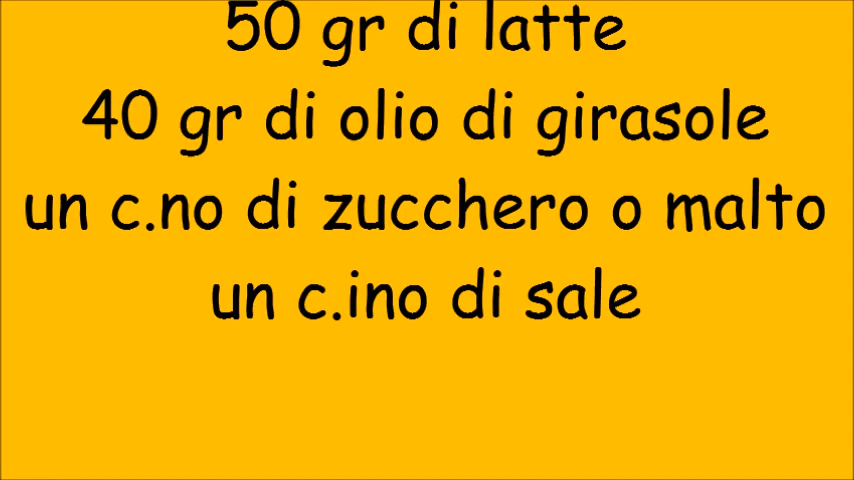 50 gr di latte
40 gr di olio di girasole
un c.no di zucchero o malto
un c.ino di sale